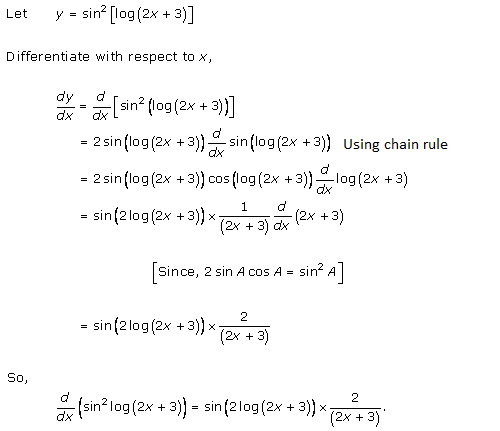 Let y = sin² [log(2x + 3)]
Differentiate with respect to x,
dy/dx = d/dx [sin² (log(2x + 3))]
= 2 sin (log(2x + 3)) d/dx sin (log(2x + 3)) Using chain rule
= 2 sin (log(2x + 3)) cos (log(2x + 3)) d/dx log(2x + 3)
= sin (2 log(2x + 3)) × 1/(2x + 3) d/dx (2x + 3)
[Since, 2 sin A cos A = sin² A]
= sin (2 log(2x + 3)) × 2/(2x + 3)
So,
d/dx (sin² log(2x + 3)) = sin (2 log(2x + 3)) × 2/(2x + 3).